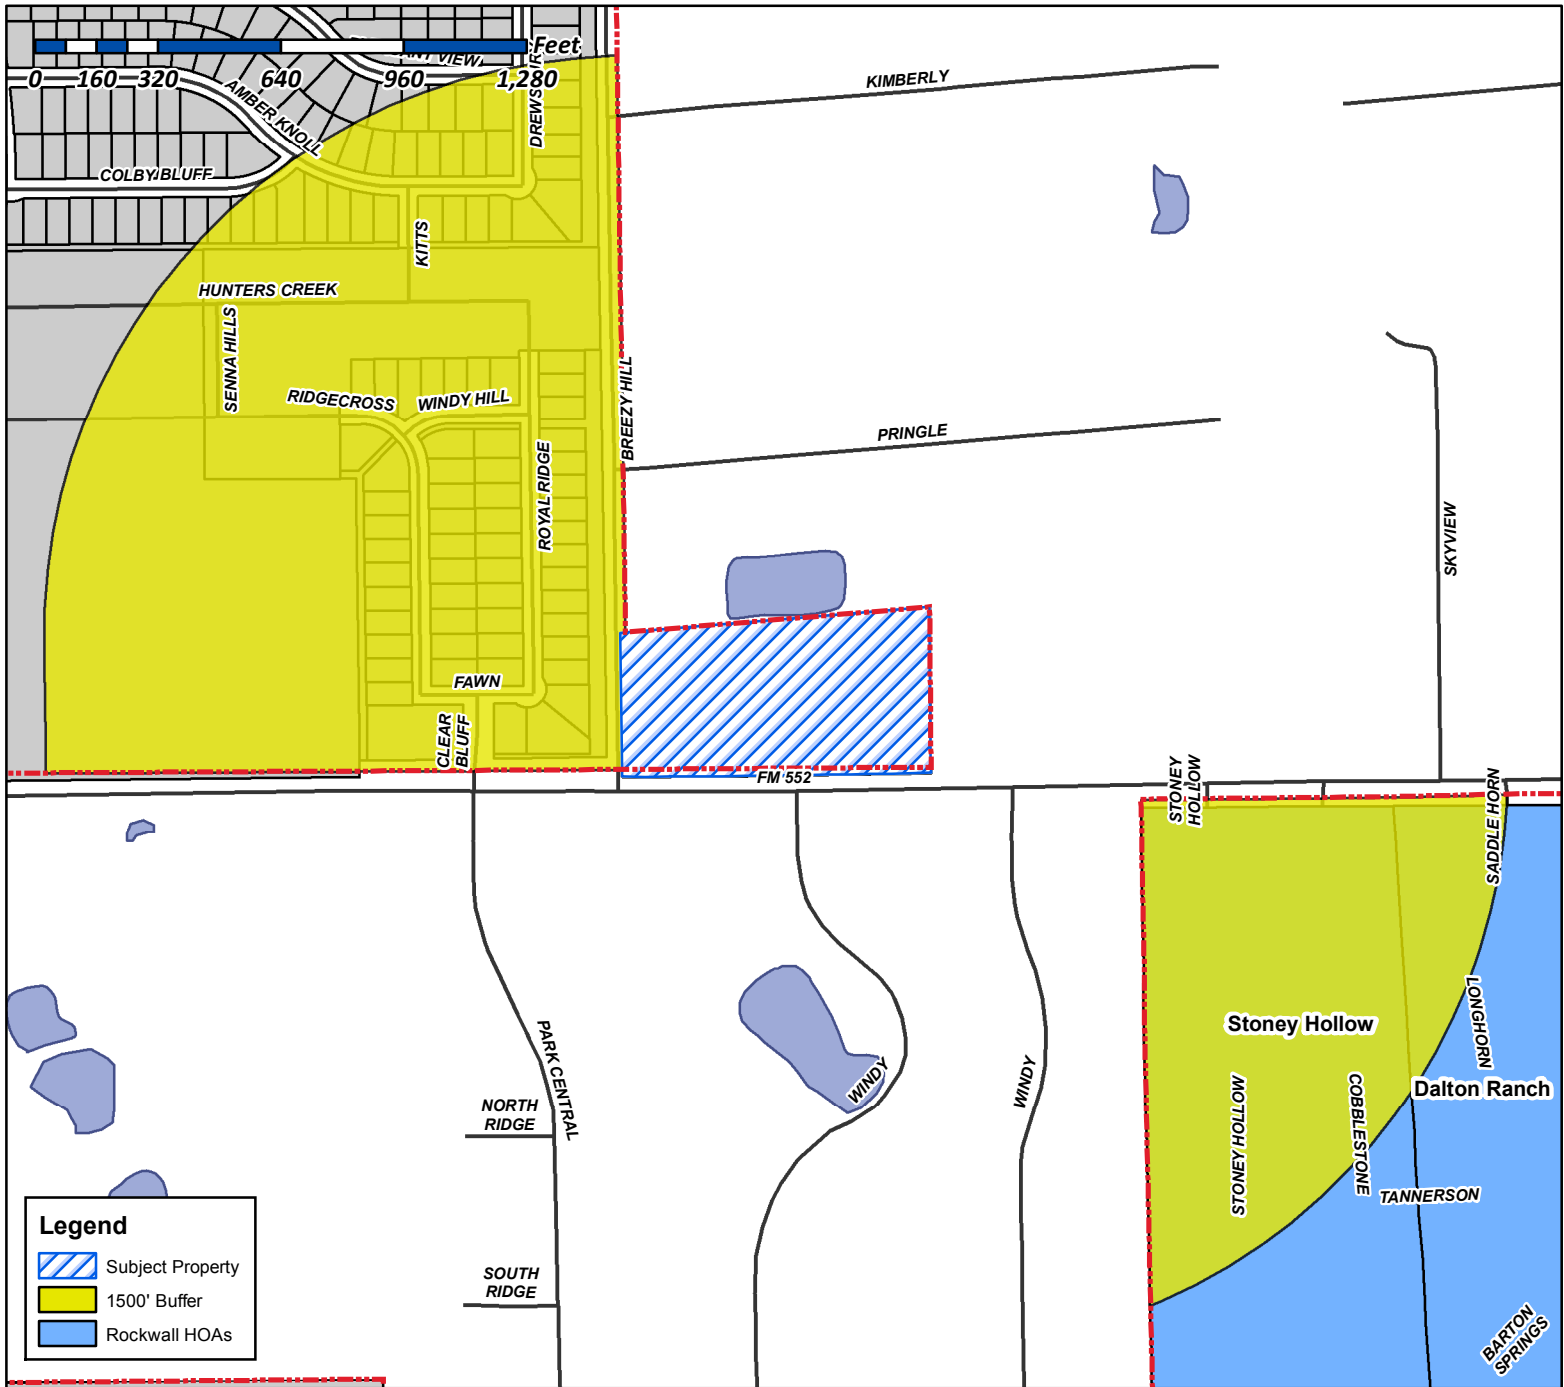 Feet
0 160 320 640 960 1,280
VIEW
AMBER KNOLL
COLBY BLUFF
KITTS
KIMBERLY
HUNTERS CREEK
SENNA HILLS
RIDGECROSS
WINDY HILL
BREEZY HILL
ROYAL RIDGE
PRINGLE
SKYVIEW
FAWN
CLEAR
BLUFF
FM 552
STONEY
HOLLOW
SADDLE HORN
LONGHORN
Stoney Hollow
Dalton Ranch
PARK CENTRAL
NORTH
RIDGE
WINDY
WINDY
STONEY HOLLOW
COBBLESTONE
TANNERSON
SOUTH
RIDGE
BARTON
SPRINGS
Legend
Subject Property
1500' Buffer
Rockwall HOAs